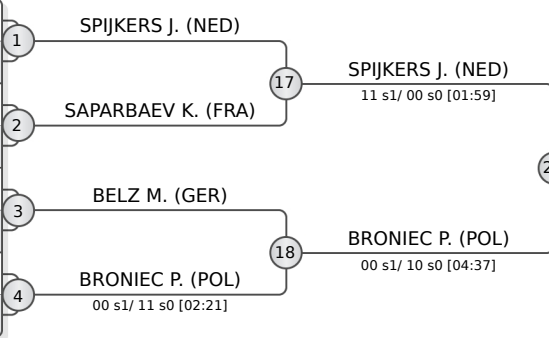 SPIJKERS J. (NED)
1
17
SPIJKERS J. (NED)
11 s1/ 00 s0 [01:59]
SAPARBAEV K. (FRA)
2
BELZ M. (GER)
3
18
BRONIEC P. (POL)
00 s1/ 10 s0 [04:37]
BRONIEC P. (POL)
4
00 s1/ 11 s0 [02:21]